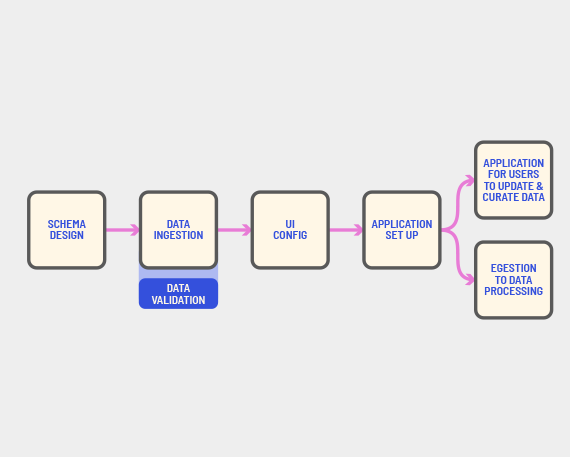 SCHEMA
DESIGN
DATA
INGESTION
DATA
VALIDATION
UI
CONFIG
APPLICATION
SET UP
APPLICATION
FOR USERS
TO UPDATE &
CURATE DATA
EGESTION
TO DATA
PROCESSING